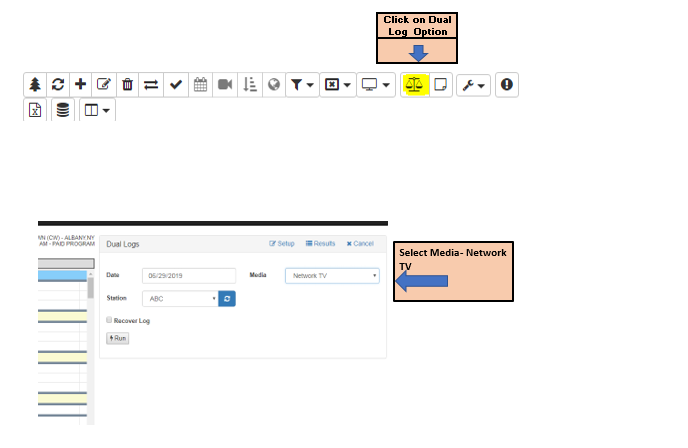 Click on Dual
Log Option
WN (CW) - ALBANY.NY
AM - PAID PROGRAM
Dual Logs
Setup
Results
Cancel
Date
06/29/2019
Media
Network TV
Station
ABC
Recover Log
Run
Select Media- Network
TV